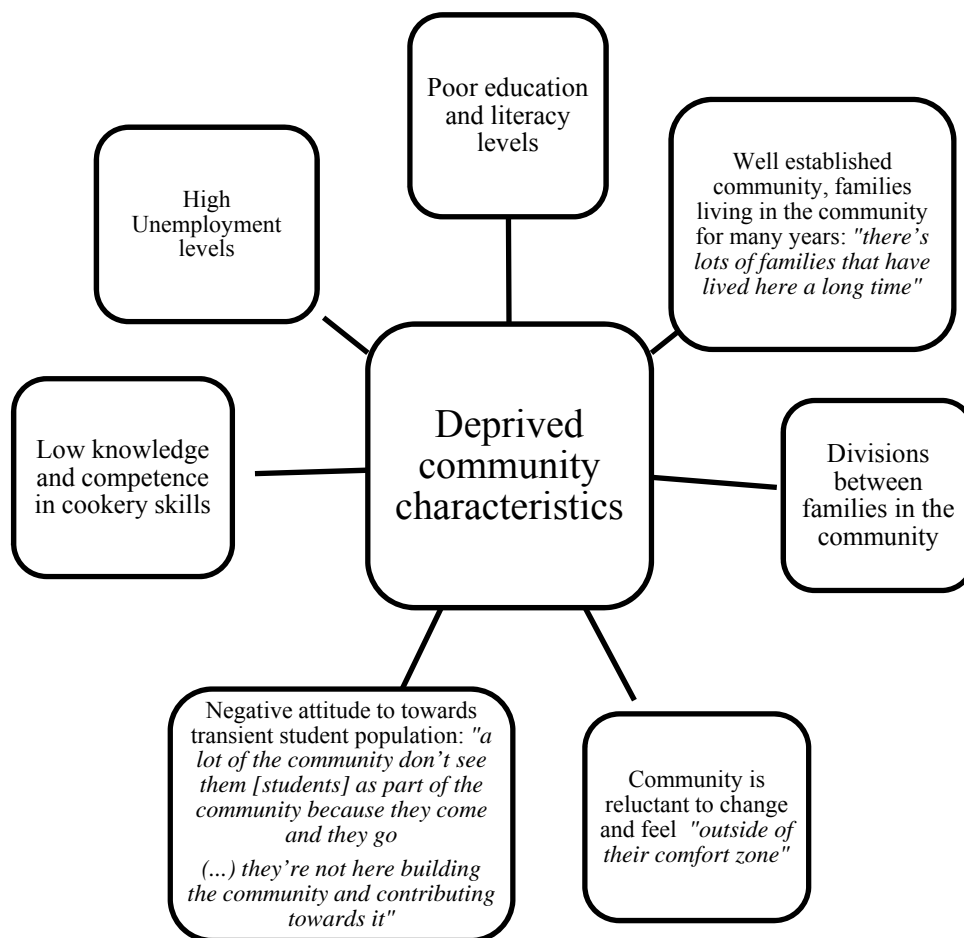 Poor education
and literacy
levels
Well established
community, families
living in the community
for many years: "there's
lots of families that have
lived here a long time"
High
Unemployment
levels
Deprived
community
characteristics
Low knowledge
and competence
in cookery skills
Divisions
between
families in the
community
Negative attitude to towards
transient student population: "a
lot of the community don't see
them [students] as part of the
community because they come
and they go
(...) they're not here building
the community and contributing
towards it"
Community is
reluctant to change
and feel "outside of
their comfort zone"